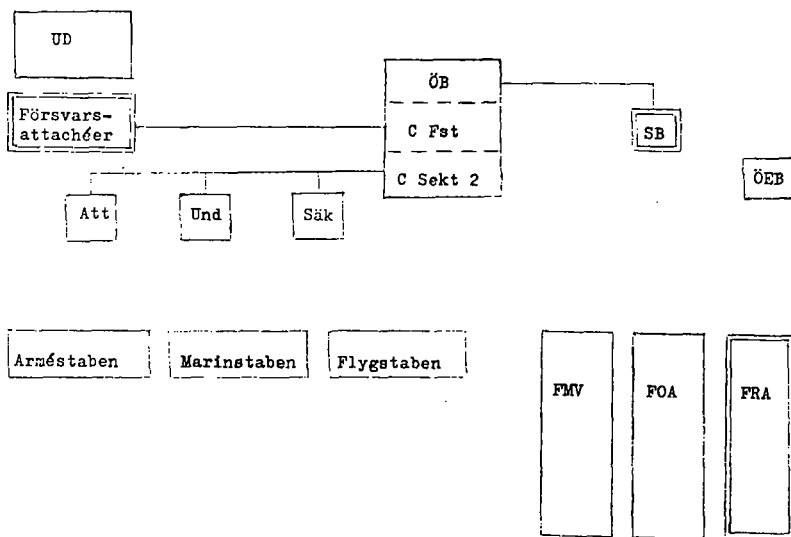 UD
ÖB
Försvars-
attachéer
C Fst
SB
C Sekt 2
ÖEB
Att
Und
Säk
Arméstaben
Marinstaben
Flygstaben
FMV
FOA
FRA